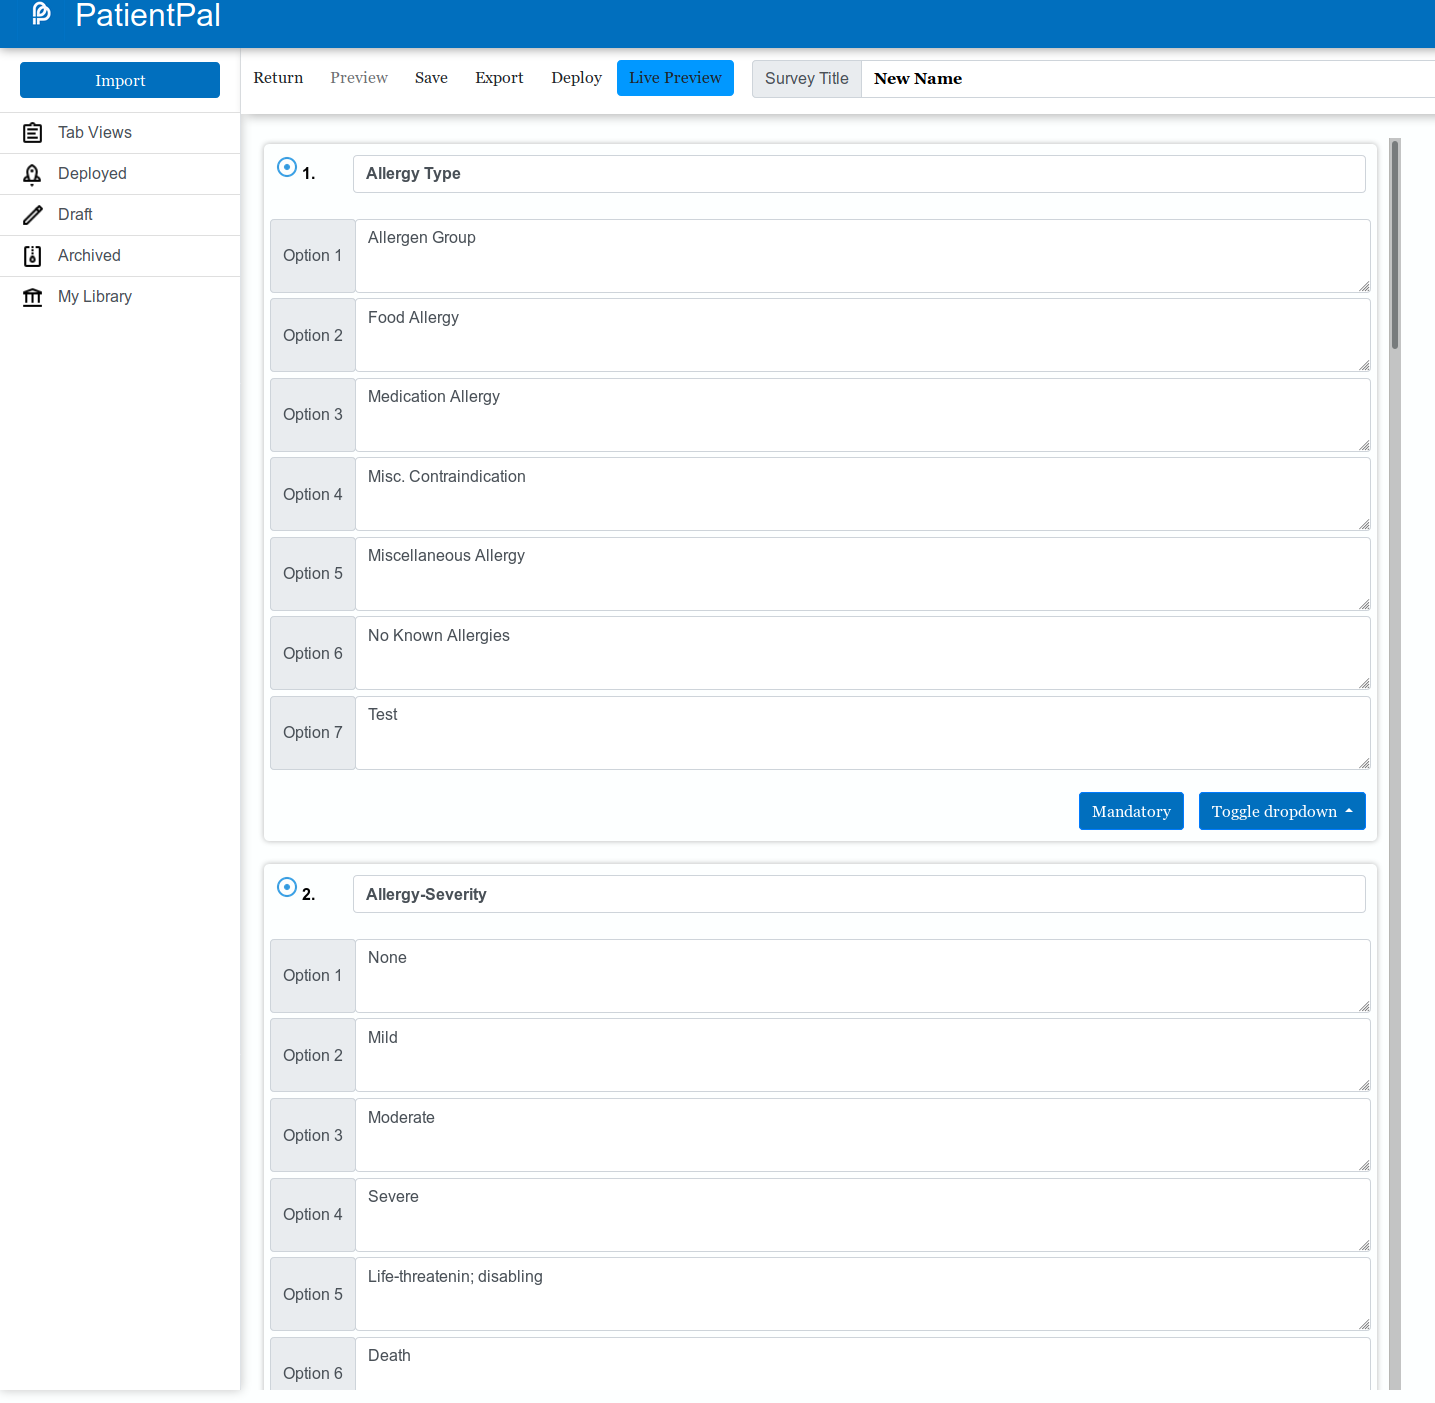 PatientPal
Import
Return Preview Save Export Deploy Live Preview Survey Title New Name
Tab Views
Deployed
Draft
Archived
My Library
1. Allergy Type
Option 1 Allergen Group
Option 2 Food Allergy
Option 3 Medication Allergy
Option 4 Misc. Contraindication
Option 5 Miscellaneous Allergy
Option 6 No Known Allergies
Option 7 Test
Mandatory Toggle dropdown
2. Allergy-Severity
Option 1 None
Option 2 Mild
Option 3 Moderate
Option 4 Severe
Option 5 Life-threatenin; disabling
Option 6 Death